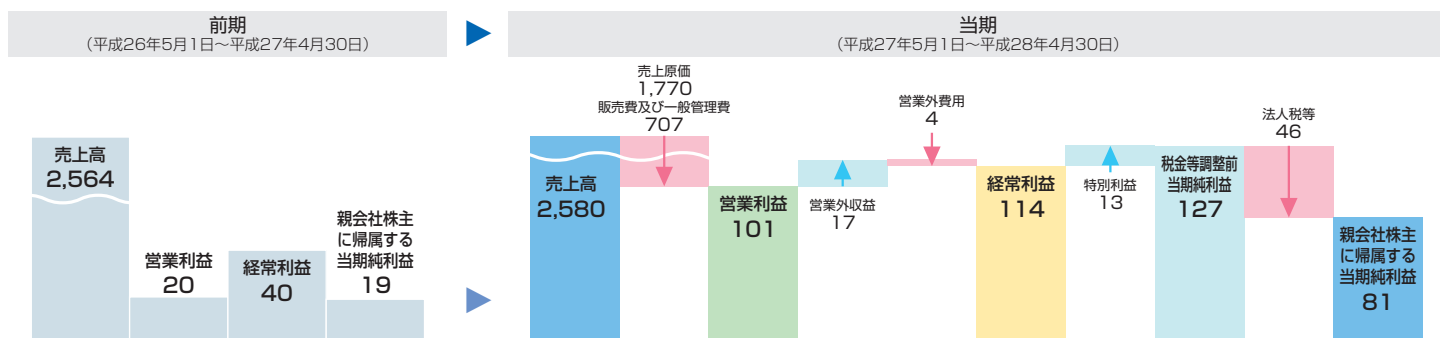 前期
（平成26年5月1日～平成27年4月30日）
売上高
2,564
営業利益
20
経常利益
40
親会社株主
に帰属する
当期純利益
19
当期
（平成27年5月1日～平成28年4月30日）
売上高
2,580
売上原価
1,770
販売費及び一般管理費
707
営業利益
101
営業外収益
17
営業外費用
4
経常利益
114
特別利益
13
税金等調整前
当期純利益
127
法人税等
46
親会社株主
に帰属する
当期純利益
81